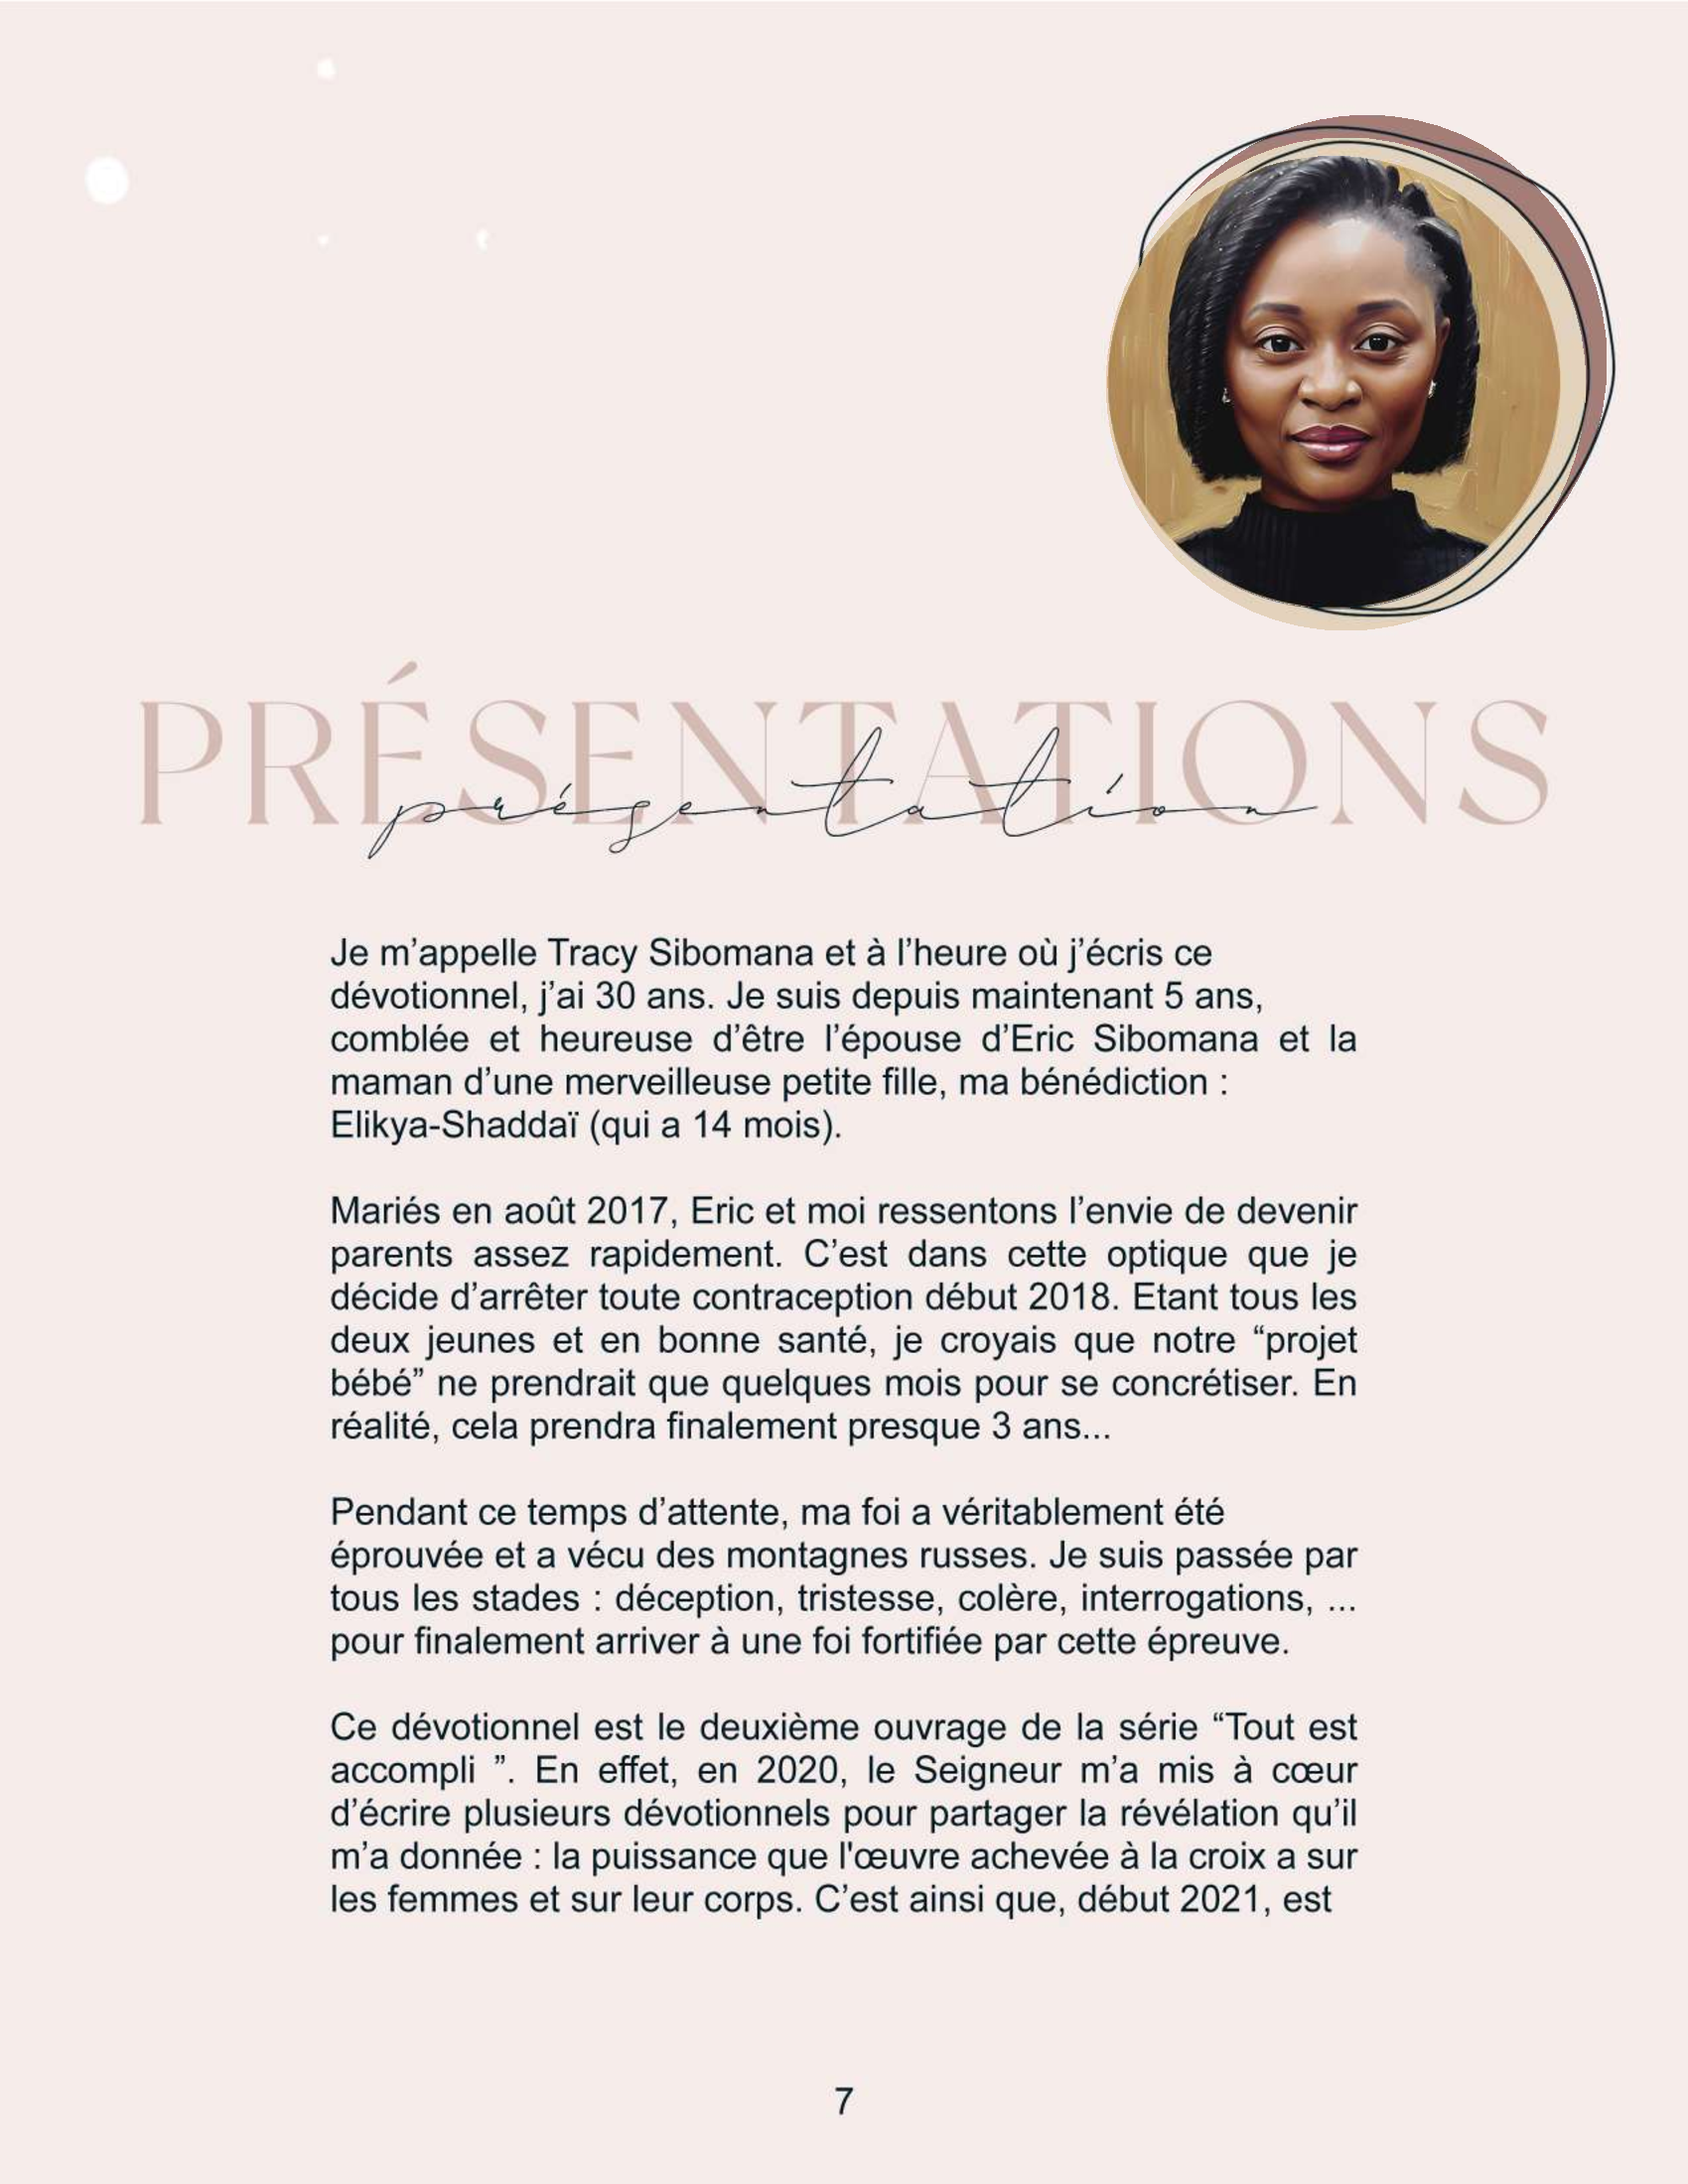 PRÉSENTATIONS
présentation
Je m’appelle Tracy Sibomana et à l’heure où j’écris ce
dévotionnel, j’ai 30 ans. Je suis depuis maintenant 5 ans,
comblée et heureuse d’être l’épouse d’Eric Sibomana et la
maman d’une merveilleuse petite fille, ma bénédiction :
Elikya-Shaddaï (qui a 14 mois).
Mariés en août 2017, Eric et moi ressentons l’envie de devenir
parents assez rapidement. C’est dans cette optique que je
décide d’arrêter toute contraception début 2018. Etant tous les
deux jeunes et en bonne santé, je croyais que notre “projet
bébé” ne prendrait que quelques mois pour se concrétiser. En
réalité, cela prendra finalement presque 3 ans...
Pendant ce temps d’attente, ma foi a véritablement été
éprouvée et a vécu des montagnes russes. Je suis passée par
tous les stades : déception, tristesse, colère, interrogations, ...
pour finalement arriver à une foi fortifiée par cette épreuve.
Ce dévotionnel est le deuxième ouvrage de la série “Tout est
accompli ”. En effet, en 2020, le Seigneur m’a mis à cœur
d’écrire plusieurs dévotionnels pour partager la révélation qu’il
m’a donnée : la puissance que l'œuvre achevée à la croix a sur
les femmes et sur leur corps. C’est ainsi que, début 2021, est
7